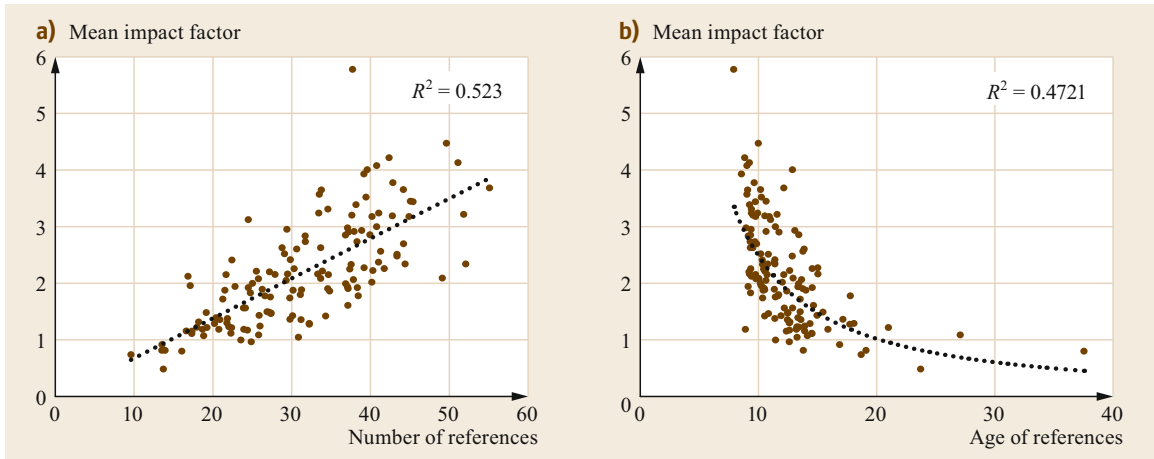 a) Mean impact factor
6
5
4
3
2
1
0
0 10 20 30 40 50 60
Number of references
R² = 0.523
b) Mean impact factor
6
5
4
3
2
1
0
0 10 20 30 40
Age of references
R² = 0.4721